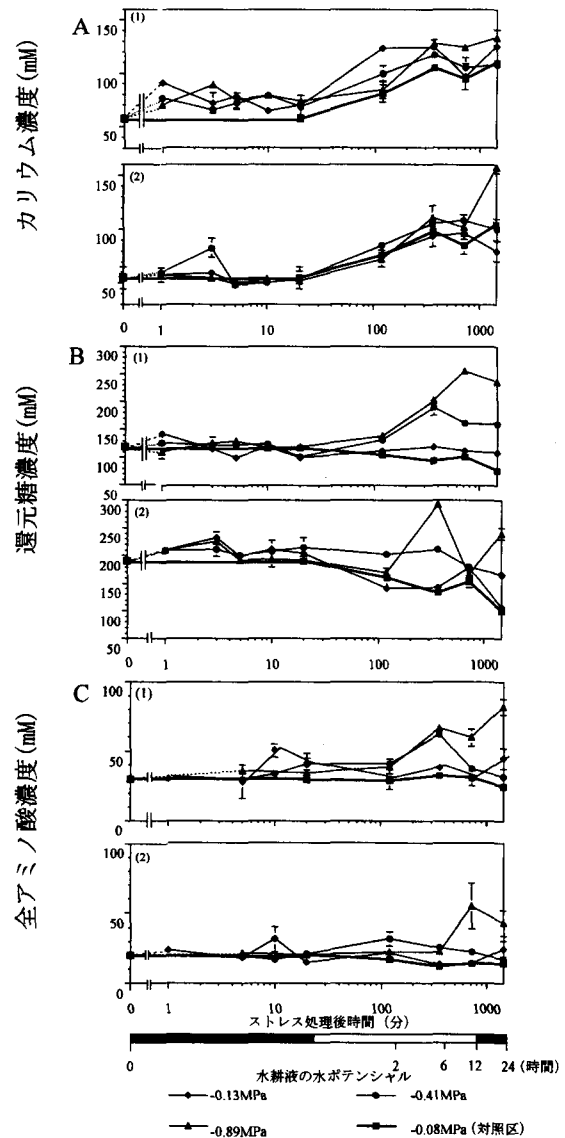 A
(1)
150
100
50
カリウム濃度(mM)
(2)
150
100
50
0 1 10 100 1000
B
(1)
300
250
200
150
100
50
還元糖濃度(mM)
(2)
300
250
200
150
100
50
0
0 1 10 100 1000
C
(1)
100
50
0
全アミノ酸濃度(mM)
(2)
100
50
0
0 1 10 100 1000
ストレス処理後時間(分)
0 2 6 12 24(時間)
水耕液の水ポテンシャル
-0.13MPa -0.41MPa
-0.89MPa -0.08MPa(対照区)